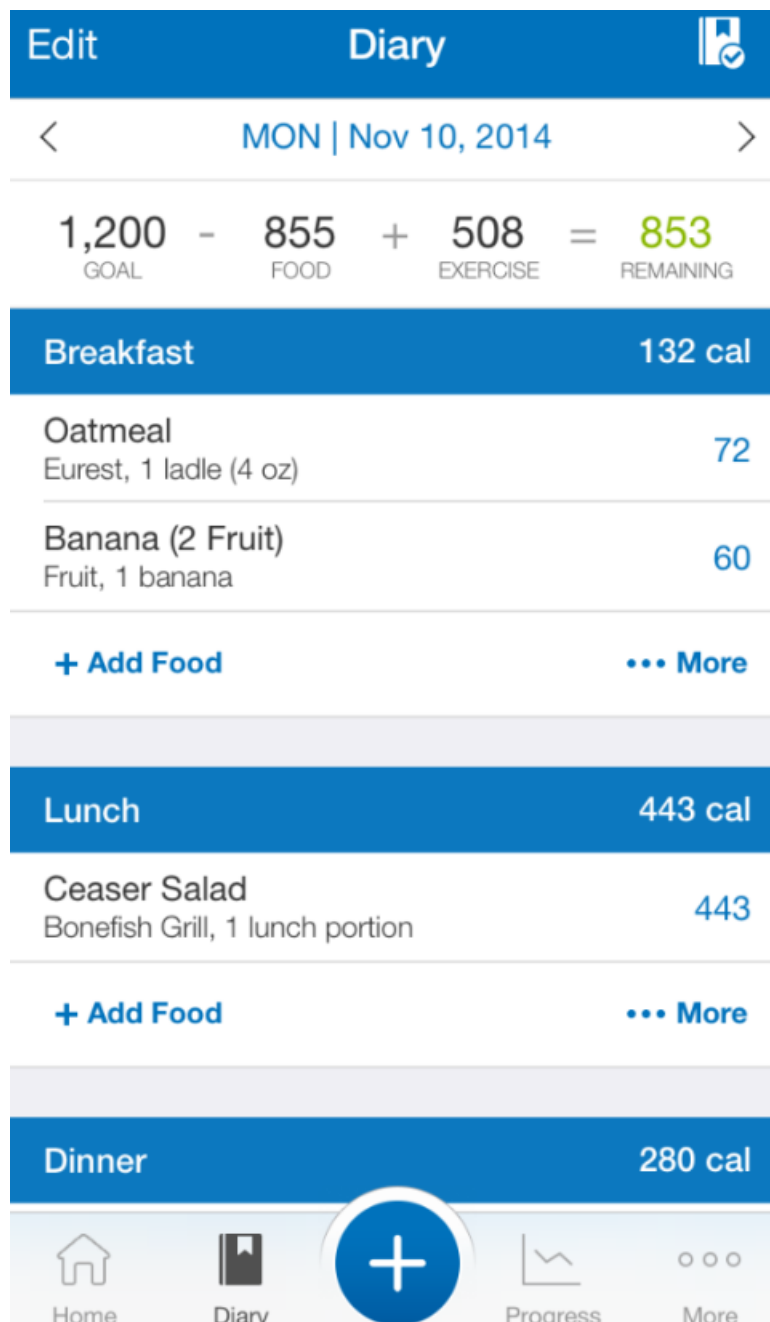 Edit Diary
MON | Nov 10, 2014
1,200 - 855 + 508 = 853
GOAL FOOD EXERCISE REMAINING
Breakfast 132 cal
Oatmeal 72
Eurest, 1 ladle (4 oz)
Banana (2 Fruit) 60
Fruit, 1 banana
+ Add Food ••• More
Lunch 443 cal
Ceaser Salad 443
Bonefish Grill, 1 lunch portion
+ Add Food ••• More
Dinner 280 cal
Home Diary Progress More